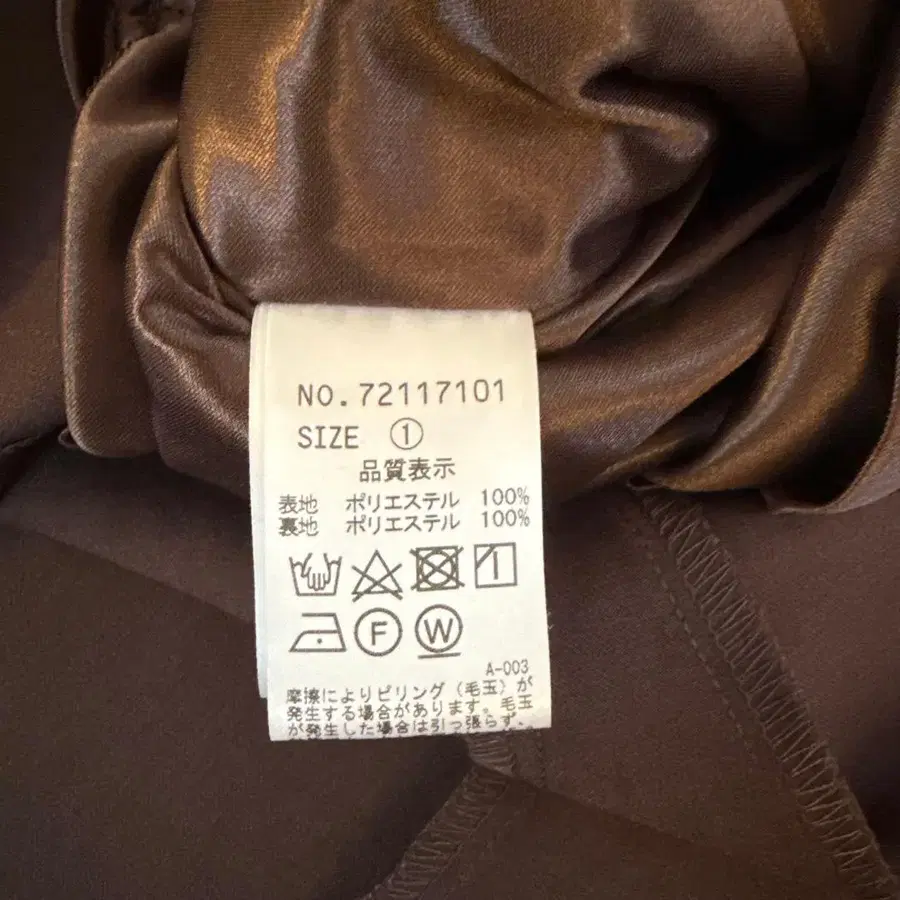 NO.72117101
SIZE ①
品質表示
表地 ポリエステル 100%
裏地 ポリエステル 100%
F W
A-003
摩擦によりピリング(毛玉)が
発生する場合があります。毛玉
が発生した場合は引っ張らず、